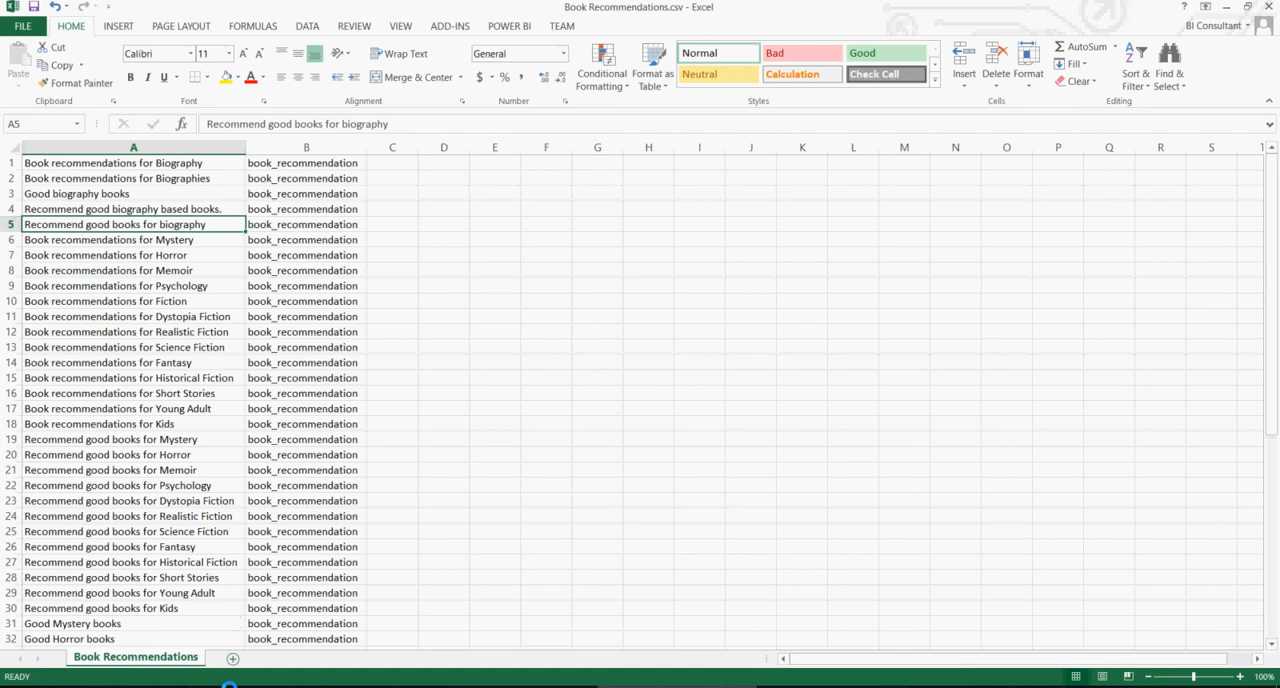 Book Recommendations.csv - Excel
FILE HOME INSERT PAGE LAYOUT FORMULAS DATA REVIEW VIEW ADD-INS POWER BI TEAM
BI Consultant
Paste
Cut
Copy
Format Painter
Clipboard
Calibri 11
B I U
Font
Wrap Text
Merge & Center
Alignment
General
$ % ,
Number
Conditional Formatting
Format as Table
Normal Bad Good
Neutral Calculation Check Cell
Styles
Insert Delete Format
Cells
AutoSum
Fill
Clear
Sort & Filter
Find & Select
Editing
A5 fx Recommend good books for biography
A B C D E F G H I J K L M N O P Q R S T
1 Book recommendations for Biography book_recommendation
2 Book recommendations for Biographies book_recommendation
3 Good biography books book_recommendation
4 Recommend good biography based books. book_recommendation
5 Recommend good books for biography book_recommendation
6 Book recommendations for Mystery book_recommendation
7 Book recommendations for Horror book_recommendation
8 Book recommendations for Memoir book_recommendation
9 Book recommendations for Psychology book_recommendation
10 Book recommendations for Fiction book_recommendation
11 Book recommendations for Dystopia Fiction book_recommendation
12 Book recommendations for Realistic Fiction book_recommendation
13 Book recommendations for Science Fiction book_recommendation
14 Book recommendations for Fantasy book_recommendation
15 Book recommendations for Historical Fiction book_recommendation
16 Book recommendations for Short Stories book_recommendation
17 Book recommendations for Young Adult book_recommendation
18 Book recommendations for Kids book_recommendation
19 Recommend good books for Mystery book_recommendation
20 Recommend good books for Horror book_recommendation
21 Recommend good books for Memoir book_recommendation
22 Recommend good books for Psychology book_recommendation
23 Recommend good books for Dystopia Fiction book_recommendation
24 Recommend good books for Realistic Fiction book_recommendation
25 Recommend good books for Science Fiction book_recommendation
26 Recommend good books for Fantasy book_recommendation
27 Recommend good books for Historical Fiction book_recommendation
28 Recommend good books for Short Stories book_recommendation
29 Recommend good books for Young Adult book_recommendation
30 Recommend good books for Kids book_recommendation
31 Good Mystery books book_recommendation
32 Good Horror books book_recommendation
Book Recommendations
READY 100%